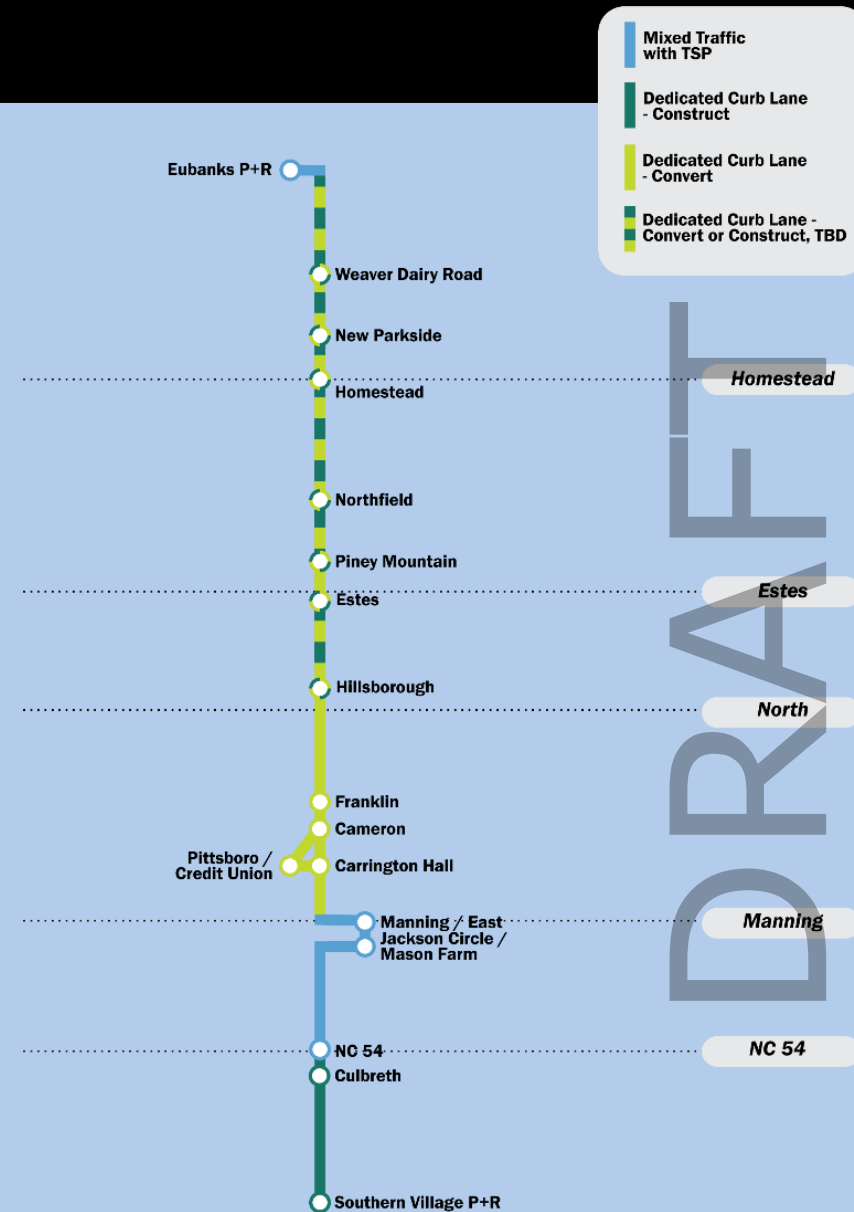 Mixed Traffic
with TSP
Dedicated Curb Lane
- Construct
Dedicated Curb Lane
- Convert
Dedicated Curb Lane -
Convert or Construct, TBD
Eubanks P+R
Weaver Dairy Road
New Parkside
Homestead
Homestead
Northfield
Piney Mountain
Estes
Estes
Hillsborough
North
Franklin
Cameron
Pittsboro /
Credit Union
Carrington Hall
Manning / East
Manning
Jackson Circle /
Mason Farm
NC 54
NC 54
Culbreth
Southern Village P+R
DRAFT